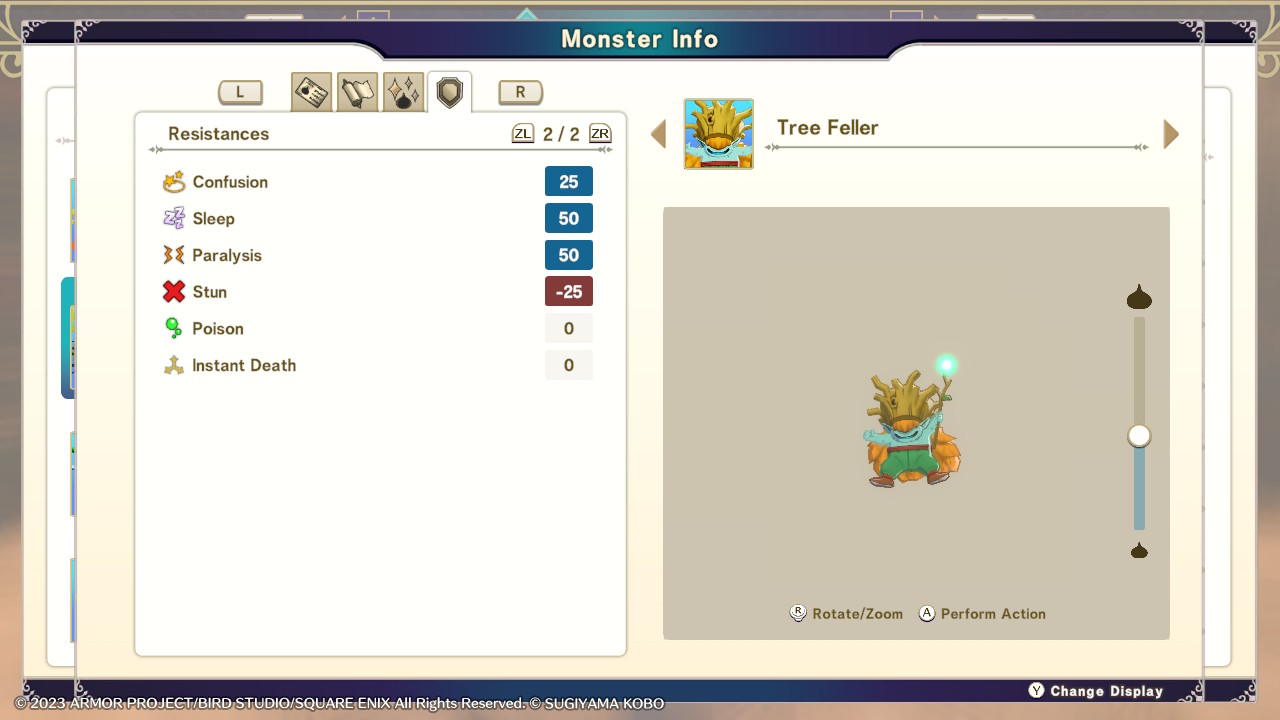 Monster Info
L
R
Resistances
ZL 2 / 2 ZR
Confusion 25
Sleep 50
Paralysis 50
Stun -25
Poison 0
Instant Death 0
Tree Feller
R Rotate/Zoom A Perform Action
Y Change Display
© 2023 ARMOR PROJECT/BIRD STUDIO/SQUARE ENIX All Rights Reserved. © SUGIYAMA KOBO